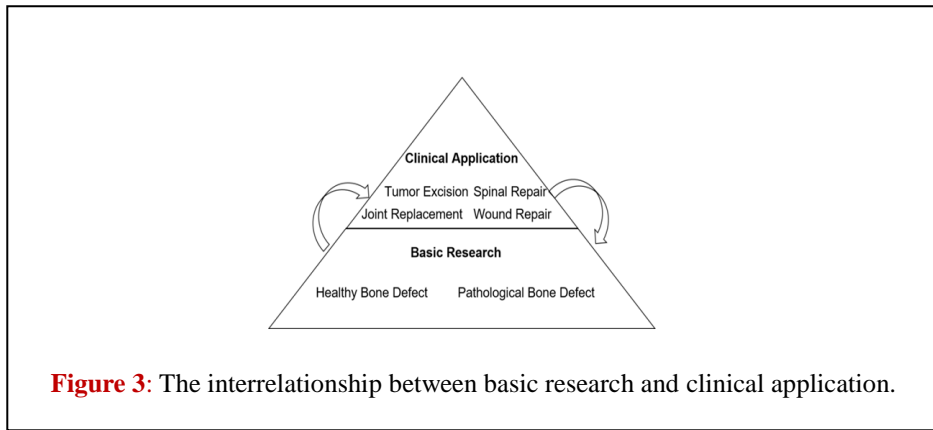 Clinical Application
Tumor Excision Spinal Repair
Joint Replacement Wound Repair
Basic Research
Healthy Bone Defect Pathological Bone Defect
Figure 3: The interrelationship between basic research and clinical application.